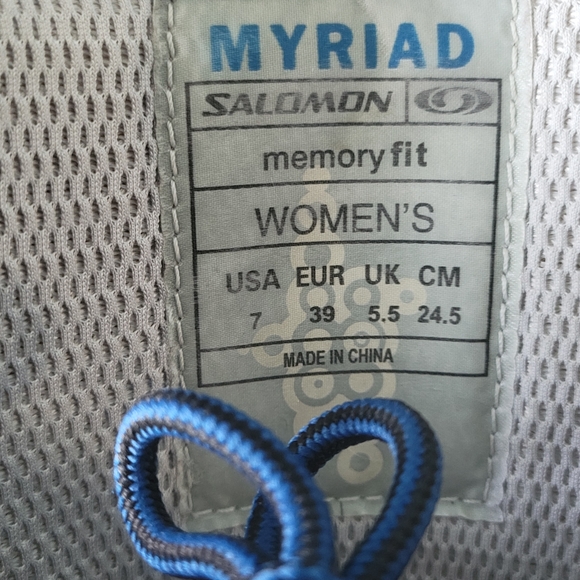 MYRIAD
SALOMON
memory fit
WOMEN'S
USA EUR UK CM
7 39 5.5 24.5
MADE IN CHINA